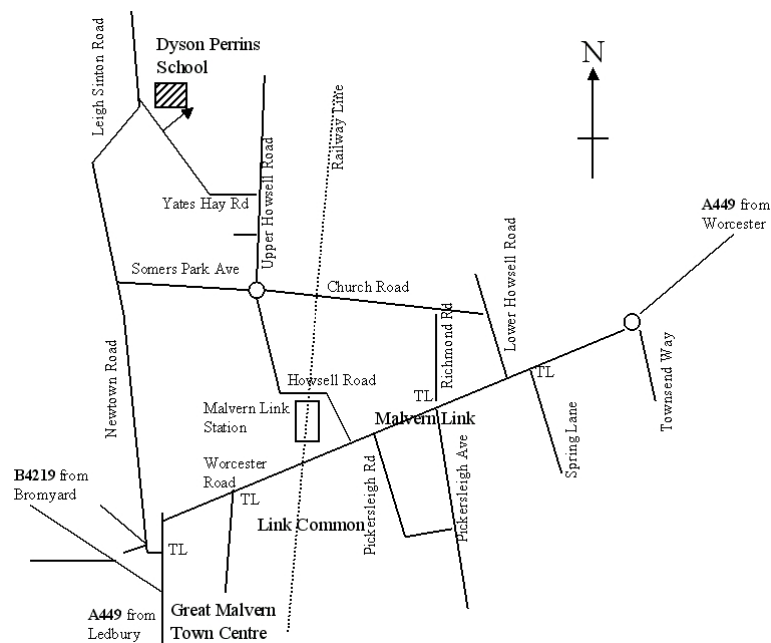 Dyson Perrins
School
Leigh Sinton Road
Railway Line
N
Yates Hay Rd
Upper Howsell Road
A449 from
Worcester
Somers Park Ave
Church Road
Lower Howsell Road
Richmond Rd
Newtown Road
Howsell Road
TL
TL
Townsend Way
Malvern Link
Station
Malvern Link
Spring Lane
B4219 from
Bromyard
Worcester
Road
TL
Pickersleigh Rd
Pickersleigh Ave
Link Common
TL
A449 from
Ledbury
Great Malvern
Town Centre